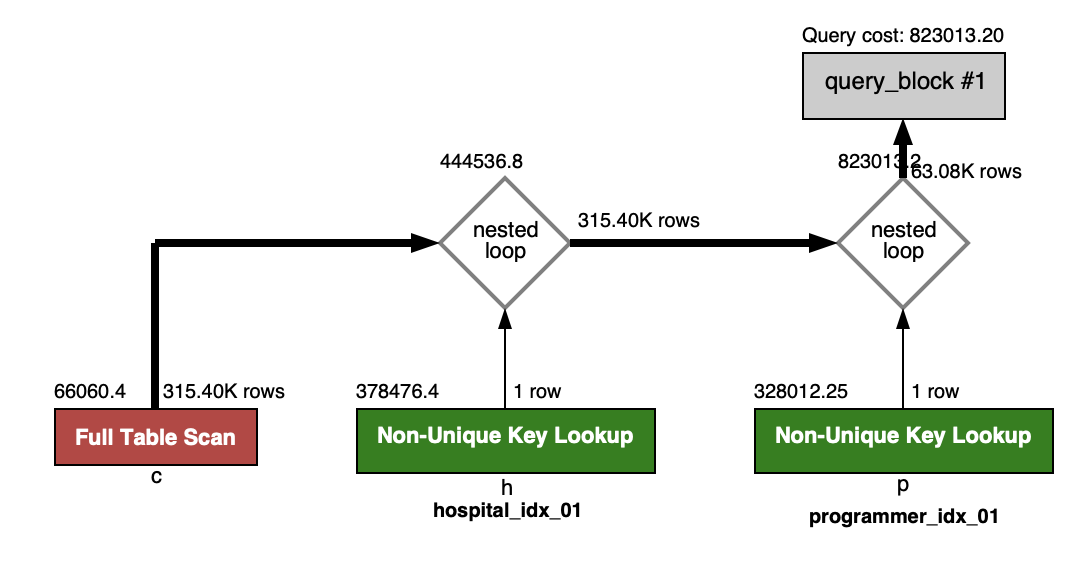 Query cost: 823013.20
query_block #1
444536.8
823013.2
63.08K rows
nested
loop
315.40K rows
nested
loop
66060.4
315.40K rows
378476.4
1 row
328012.25
1 row
Full Table Scan
Non-Unique Key Lookup
Non-Unique Key Lookup
c
h
p
hospital_idx_01
programmer_idx_01